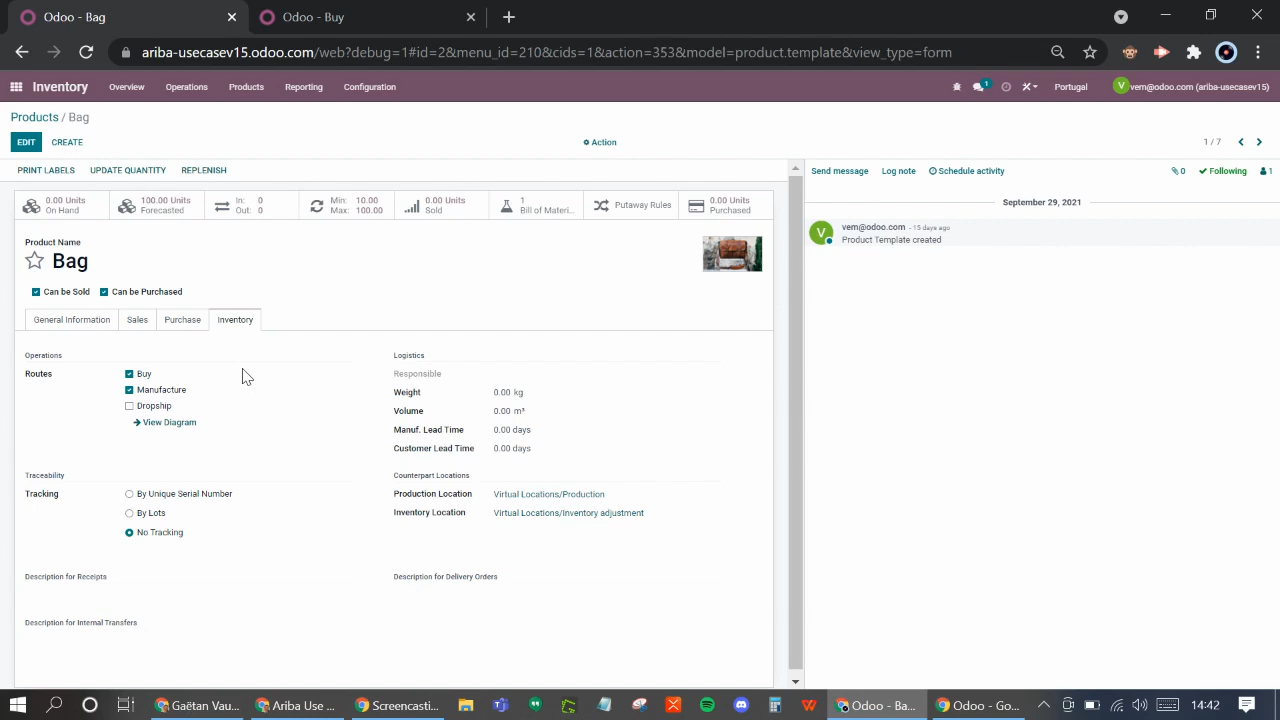 Odoo - Bag
Odoo - Buy
ariba-usecasev15.odoo.com/web?debug=1#id=2&menu_id=210&cids=1&action=353&model=product.template&view_type=form
Inventory Overview Operations Products Reporting Configuration
1 Portugal V vem@odoo.com (ariba-usecasev15)
Products / Bag
EDIT CREATE Action 1 / 7
PRINT LABELS UPDATE QUANTITY REPLENISH
Send message Log note Schedule activity 0 Following 1
0.00 Units
On Hand
100.00 Units
Forecasted
In: 0
Out: 0
Min: 10.00
Max: 100.00
0.00 Units
Sold
1
Bill of Materi...
Putaway Rules
0.00 Units
Purchased
September 29, 2021
V vem@odoo.com - 15 days ago
Product Template created
Product Name
Bag
Can be Sold Can be Purchased
General Information Sales Purchase Inventory
Operations
Routes Buy
Manufacture
Dropship
View Diagram
Logistics
Responsible
Weight 0.00 kg
Volume 0.00 m³
Manuf. Lead Time 0.00 days
Customer Lead Time 0.00 days
Traceability
Tracking By Unique Serial Number
By Lots
No Tracking
Counterpart Locations
Production Location Virtual Locations/Production
Inventory Location Virtual Locations/Inventory adjustment
Description for Receipts
Description for Delivery Orders
Description for Internal Transfers
Gaëtan Vau... Ariba Use ... Screencasti... Odoo - Ba... Odoo - Go... 14:42